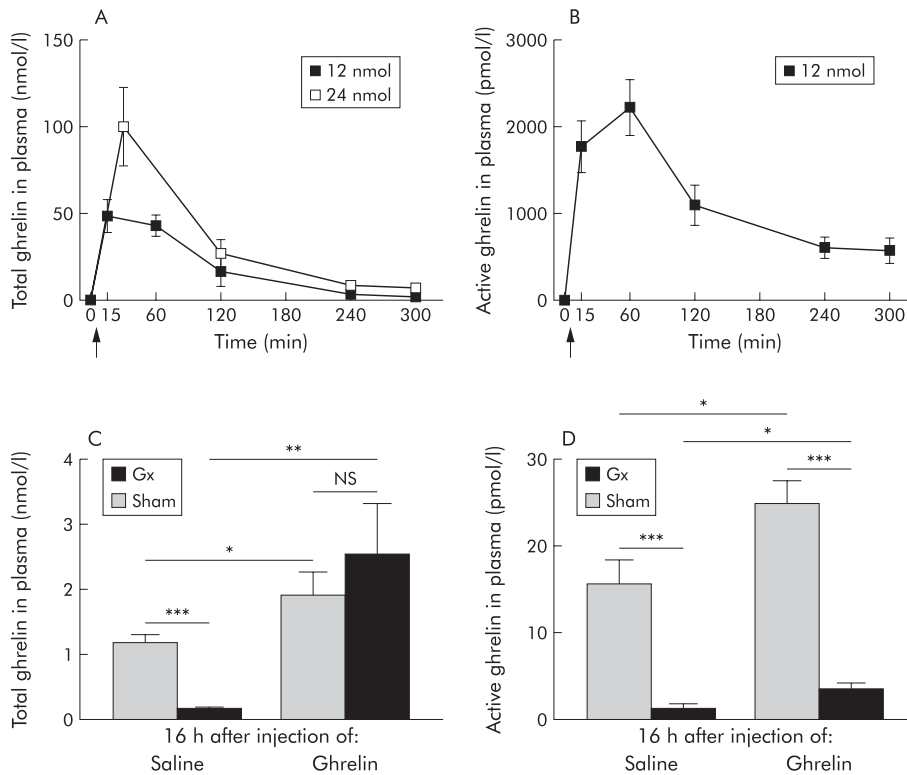 A
Total ghrelin in plasma (nmol/l)
150
100
50
0
12 nmol
24 nmol
0 15 60 120 180 240 300
Time (min)
B
Active ghrelin in plasma (pmol/l)
3000
2000
1000
0
12 nmol
0 15 60 120 180 240 300
Time (min)
C
Total ghrelin in plasma (nmol/l)
4
3
2
1
0
Gx
Sham
**
NS
*
***
16 h after injection of:
Saline Ghrelin
D
Active ghrelin in plasma (pmol/l)
30
20
10
0
Gx
Sham
*
*
***
***
16 h after injection of:
Saline Ghrelin